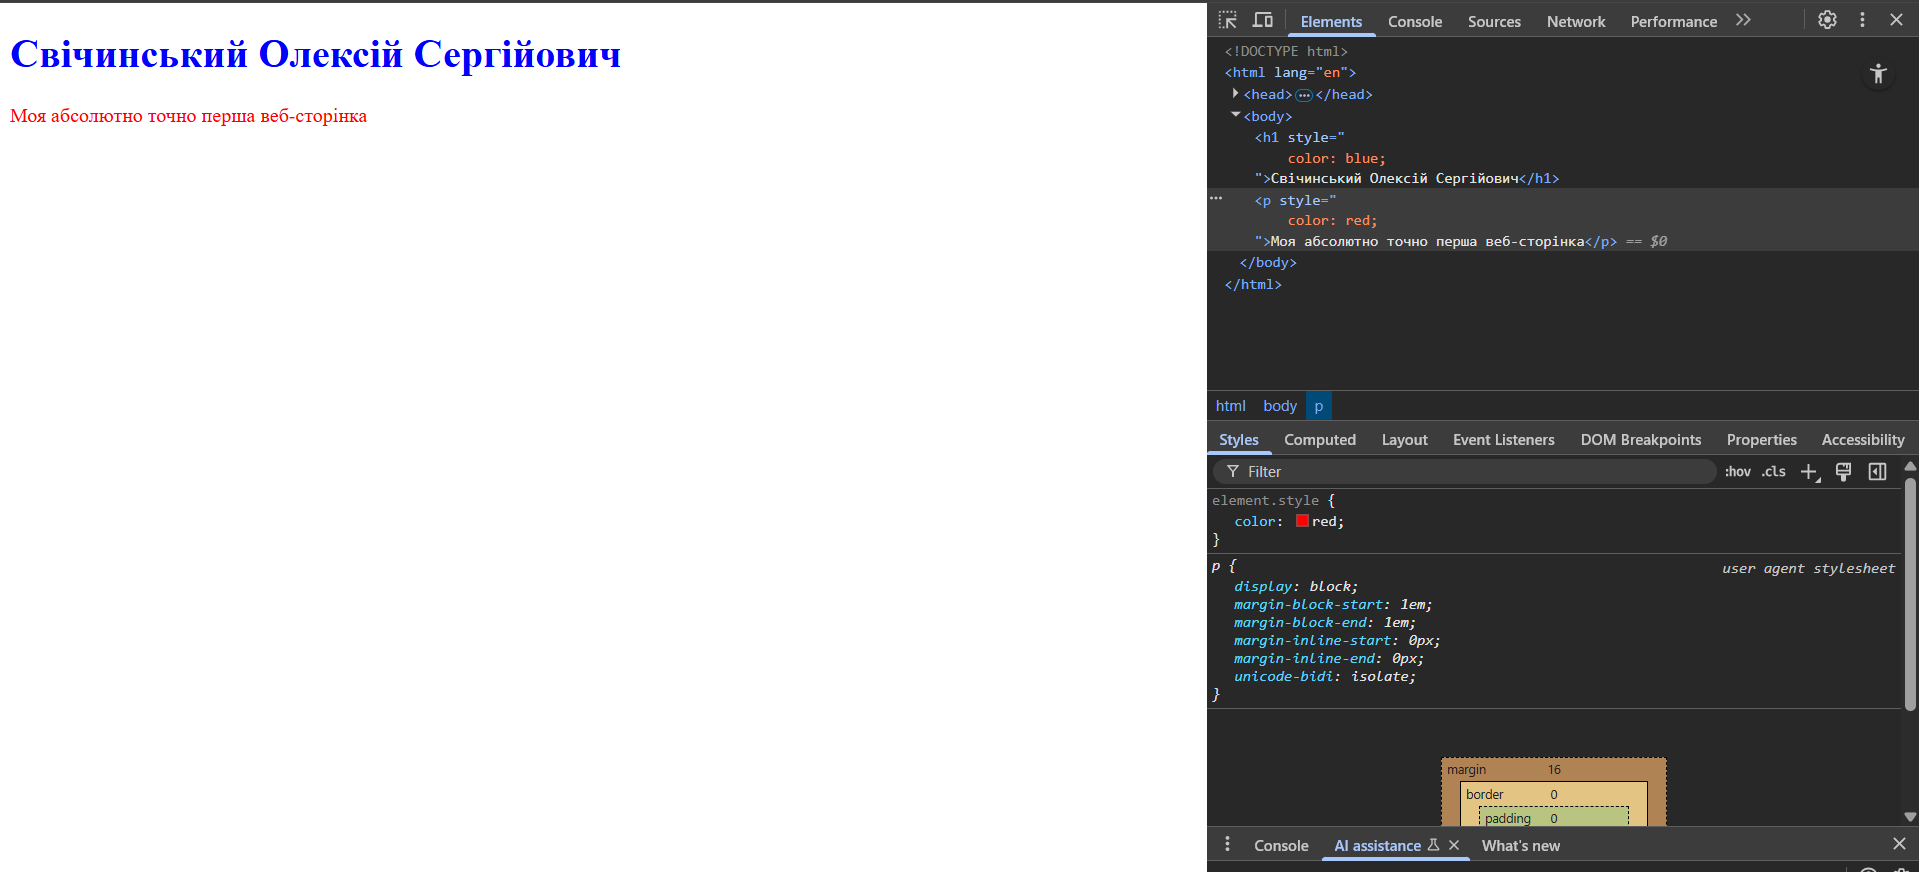 Свічинський Олексій Сергійович
Моя абсолютно точно перша веб-сторінка
Elements Console Sources Network Performance
<!DOCTYPE html>
<html lang="en">
<head>…</head>
<body>
<h1 style="
color: blue;
">Свічинський Олексій Сергійович</h1>
<p style="
color: red;
">Моя абсолютно точно перша веб-сторінка</p> == $0
</body>
</html>
html body p
Styles Computed Layout Event Listeners DOM Breakpoints Properties Accessibility
Filter :hov .cls
element.style {
color: red;
}
p { user agent stylesheet
display: block;
margin-block-start: 1em;
margin-block-end: 1em;
margin-inline-start: 0px;
margin-inline-end: 0px;
unicode-bidi: isolate;
}
margin 16
border 0
padding 0
Console AI assistance What's new